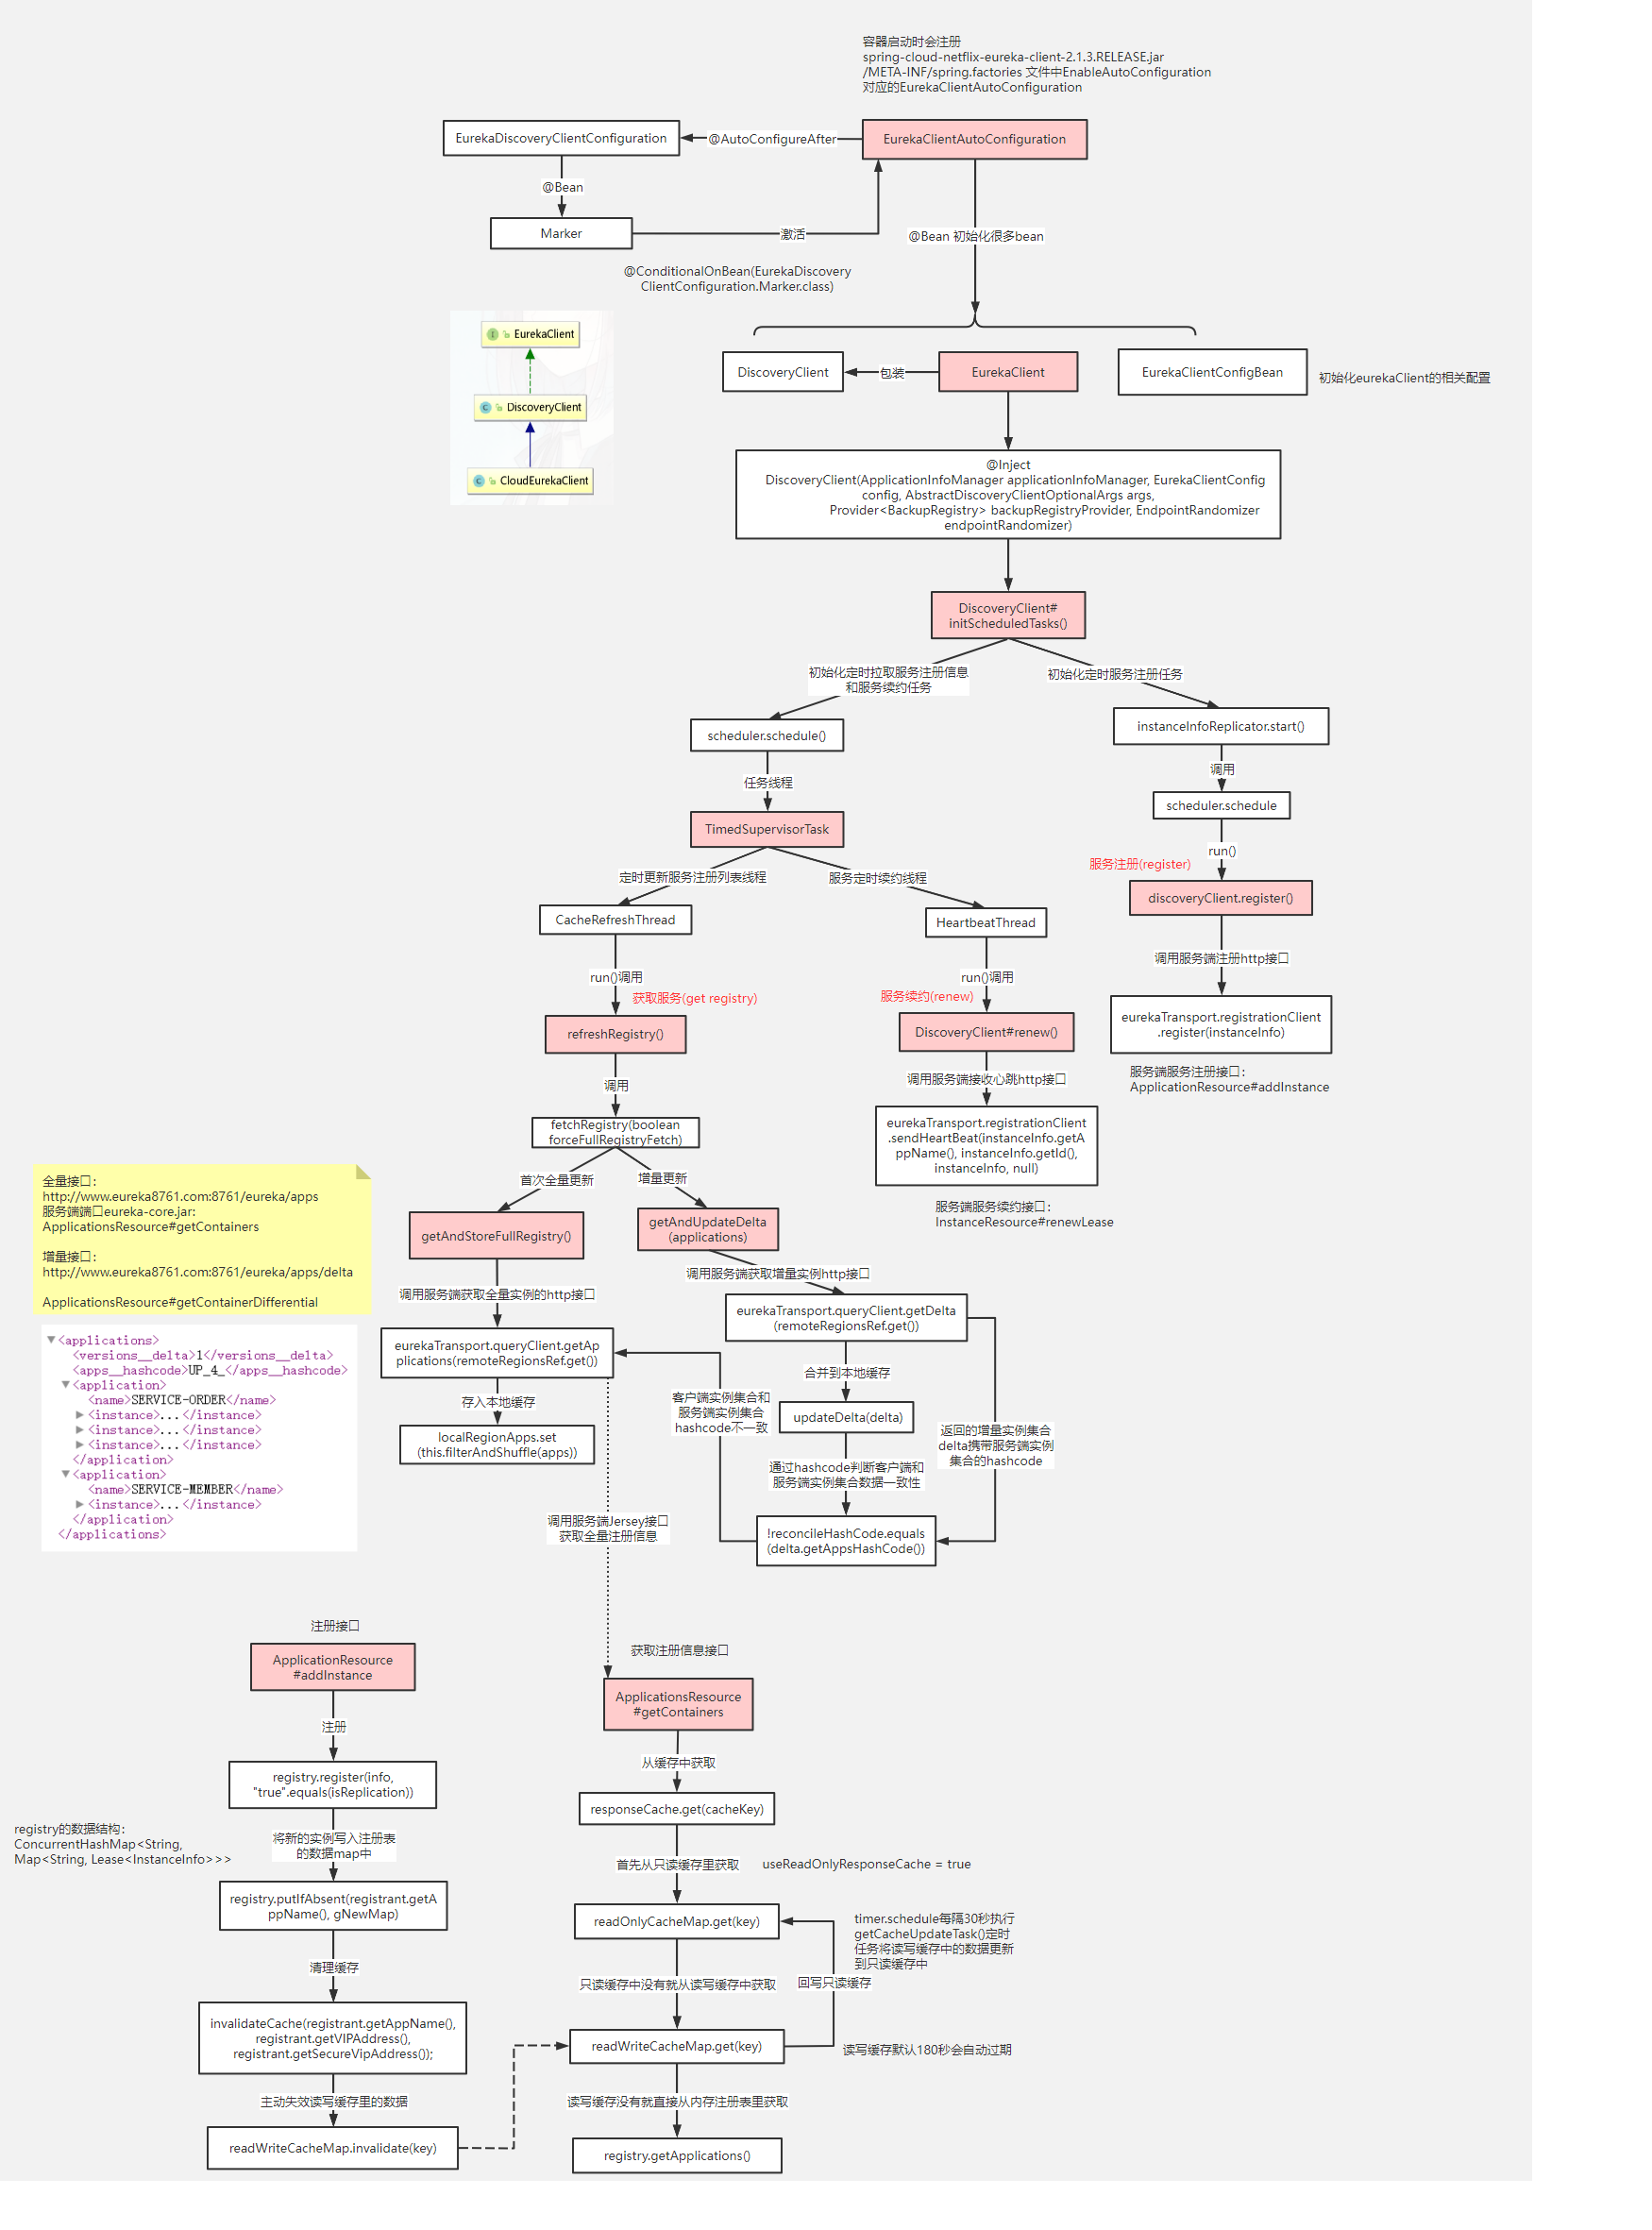 容器启动时会注册
spring-cloud-netflix-eureka-client-2.1.3.RELEASE.jar
/META-INF/spring.factories 文件中EnableAutoConfiguration
对应的EurekaClientAutoConfiguration
EurekaDiscoveryClientConfiguration
@AutoConfigureAfter
EurekaClientAutoConfiguration
@Bean
Marker
激活
@Bean 初始化很多bean
@ConditionalOnBean(EurekaDiscovery
ClientConfiguration.Marker.class)
EurekaClient
DiscoveryClient
CloudEurekaClient
DiscoveryClient
包装
EurekaClient
EurekaClientConfigBean
初始化eurekaClient的相关配置
@Inject
DiscoveryClient(ApplicationInfoManager applicationInfoManager, EurekaClientConfig
config, AbstractDiscoveryClientOptionalArgs args,
Provider<BackupRegistry> backupRegistryProvider, EndpointRandomizer
endpointRandomizer)
DiscoveryClient#
initScheduledTasks()
初始化定时拉取服务注册信息
和服务续约任务
初始化定时服务注册任务
scheduler.schedule()
instanceInfoReplicator.start()
任务线程
调用
TimedSupervisorTask
scheduler.schedule
run()
服务注册(register)
定时更新服务注册列表线程
服务定时续约线程
discoveryClient.register()
CacheRefreshThread
HeartbeatThread
调用服务端注册http接口
run()调用
run()调用
获取服务(get registry)
服务续约(renew)
eurekaTransport.registrationClient
.register(instanceInfo)
refreshRegistry()
DiscoveryClient#renew()
服务端服务注册接口：
ApplicationResource#addInstance
调用
调用服务端接收心跳http接口
fetchRegistry(boolean
forceFullRegistryFetch)
eurekaTransport.registrationClient
.sendHeartBeat(instanceInfo.getA
ppName(), instanceInfo.getId(),
instanceInfo, null)
首次全量更新
增量更新
服务端服务续约接口：
InstanceResource#renewLease
全量接口：
http://www.eureka8761.com:8761/eureka/apps
服务端端口eureka-core.jar:
ApplicationsResource#getContainers
增量接口：
http://www.eureka8761.com:8761/eureka/apps/delta
ApplicationsResource#getContainerDifferential
getAndStoreFullRegistry()
getAndUpdateDelta
(applications)
调用服务端获取全量实例的http接口
调用服务端获取增量实例http接口
eurekaTransport.queryClient.getDelta
(remoteRegionsRef.get())
eurekaTransport.queryClient.getAp
plications(remoteRegionsRef.get())
<applications>
<versions__delta>1</versions__delta>
<apps__hashcode>UP_4_</apps__hashcode>
<application>
<name>SERVICE-ORDER</name>
<instance>...</instance>
<instance>...</instance>
<instance>...</instance>
</application>
<application>
<name>SERVICE-MEMBER</name>
<instance>...</instance>
</application>
</applications>
存入本地缓存
localRegionApps.set
(this.filterAndShuffle(apps))
客户端实例集合和
服务端实例集合
hashcode不一致
合并到本地缓存
updateDelta(delta)
返回的增量实例集合
delta携带服务端实例
集合的hashcode
通过hashcode判断客户端和
服务端实例集合数据一致性
!reconcileHashCode.equals
(delta.getAppsHashCode())
调用服务端Jersey接口
获取全量注册信息
注册接口
ApplicationResource
#addInstance
获取注册信息接口
ApplicationsResource
#getContainers
注册
从缓存中获取
registry.register(info,
"true".equals(isReplication))
responseCache.get(cacheKey)
registry的数据结构：
ConcurrentHashMap<String,
Map<String, Lease<InstanceInfo>>>
将新的实例写入注册表
的数据map中
首先从只读缓存里获取
useReadOnlyResponseCache = true
registry.putIfAbsent(registrant.getA
ppName(), gNewMap)
readOnlyCacheMap.get(key)
timer.schedule每隔30秒执行
getCacheUpdateTask()定时
任务将读写缓存中的数据更新
到只读缓存中
清理缓存
只读缓存中没有就从读写缓存中获取
回写只读缓存
invalidateCache(registrant.getAppName(),
registrant.getVIPAddress(),
registrant.getSecureVipAddress());
readWriteCacheMap.get(key)
读写缓存默认180秒会自动过期
主动失效读写缓存里的数据
读写缓存没有就直接从内存注册表里获取
readWriteCacheMap.invalidate(key)
registry.getApplications()